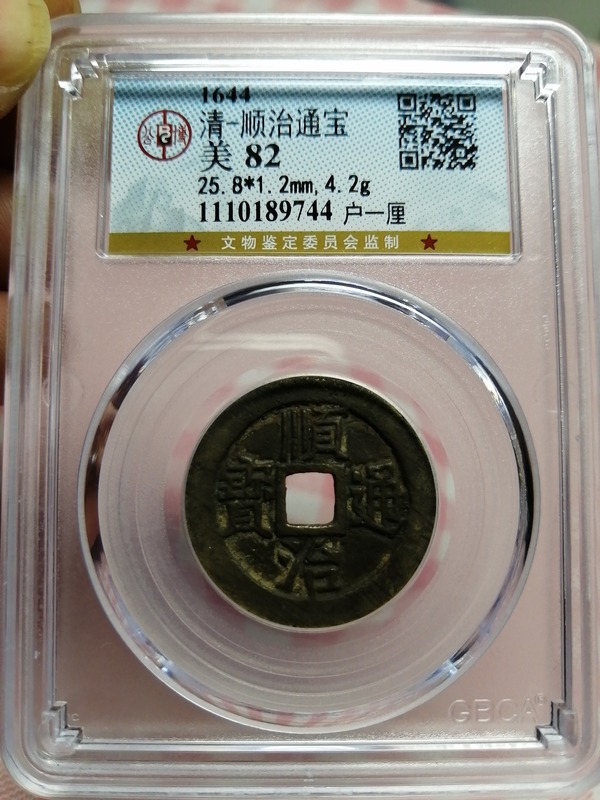 1644
清-顺治通宝
美 82
25.8*1.2mm,4.2g
1110189744 户一厘
★ 文物鉴定委员会监制 ★
順
寶 通
治
GBCA